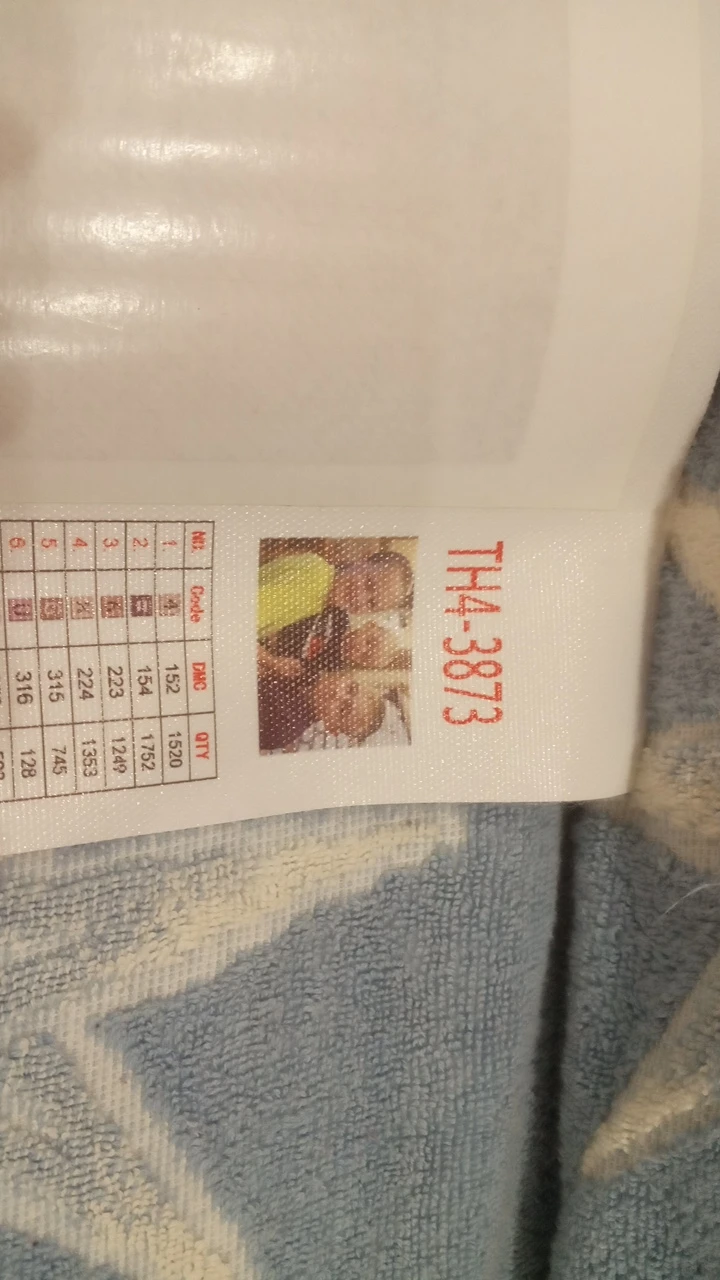 TH4-3873
NO. Code DMC QTY
1. 152 1520
2. 154 1752
3. 223 1249
4. 224 1353
5. 315 745
6. 316 128